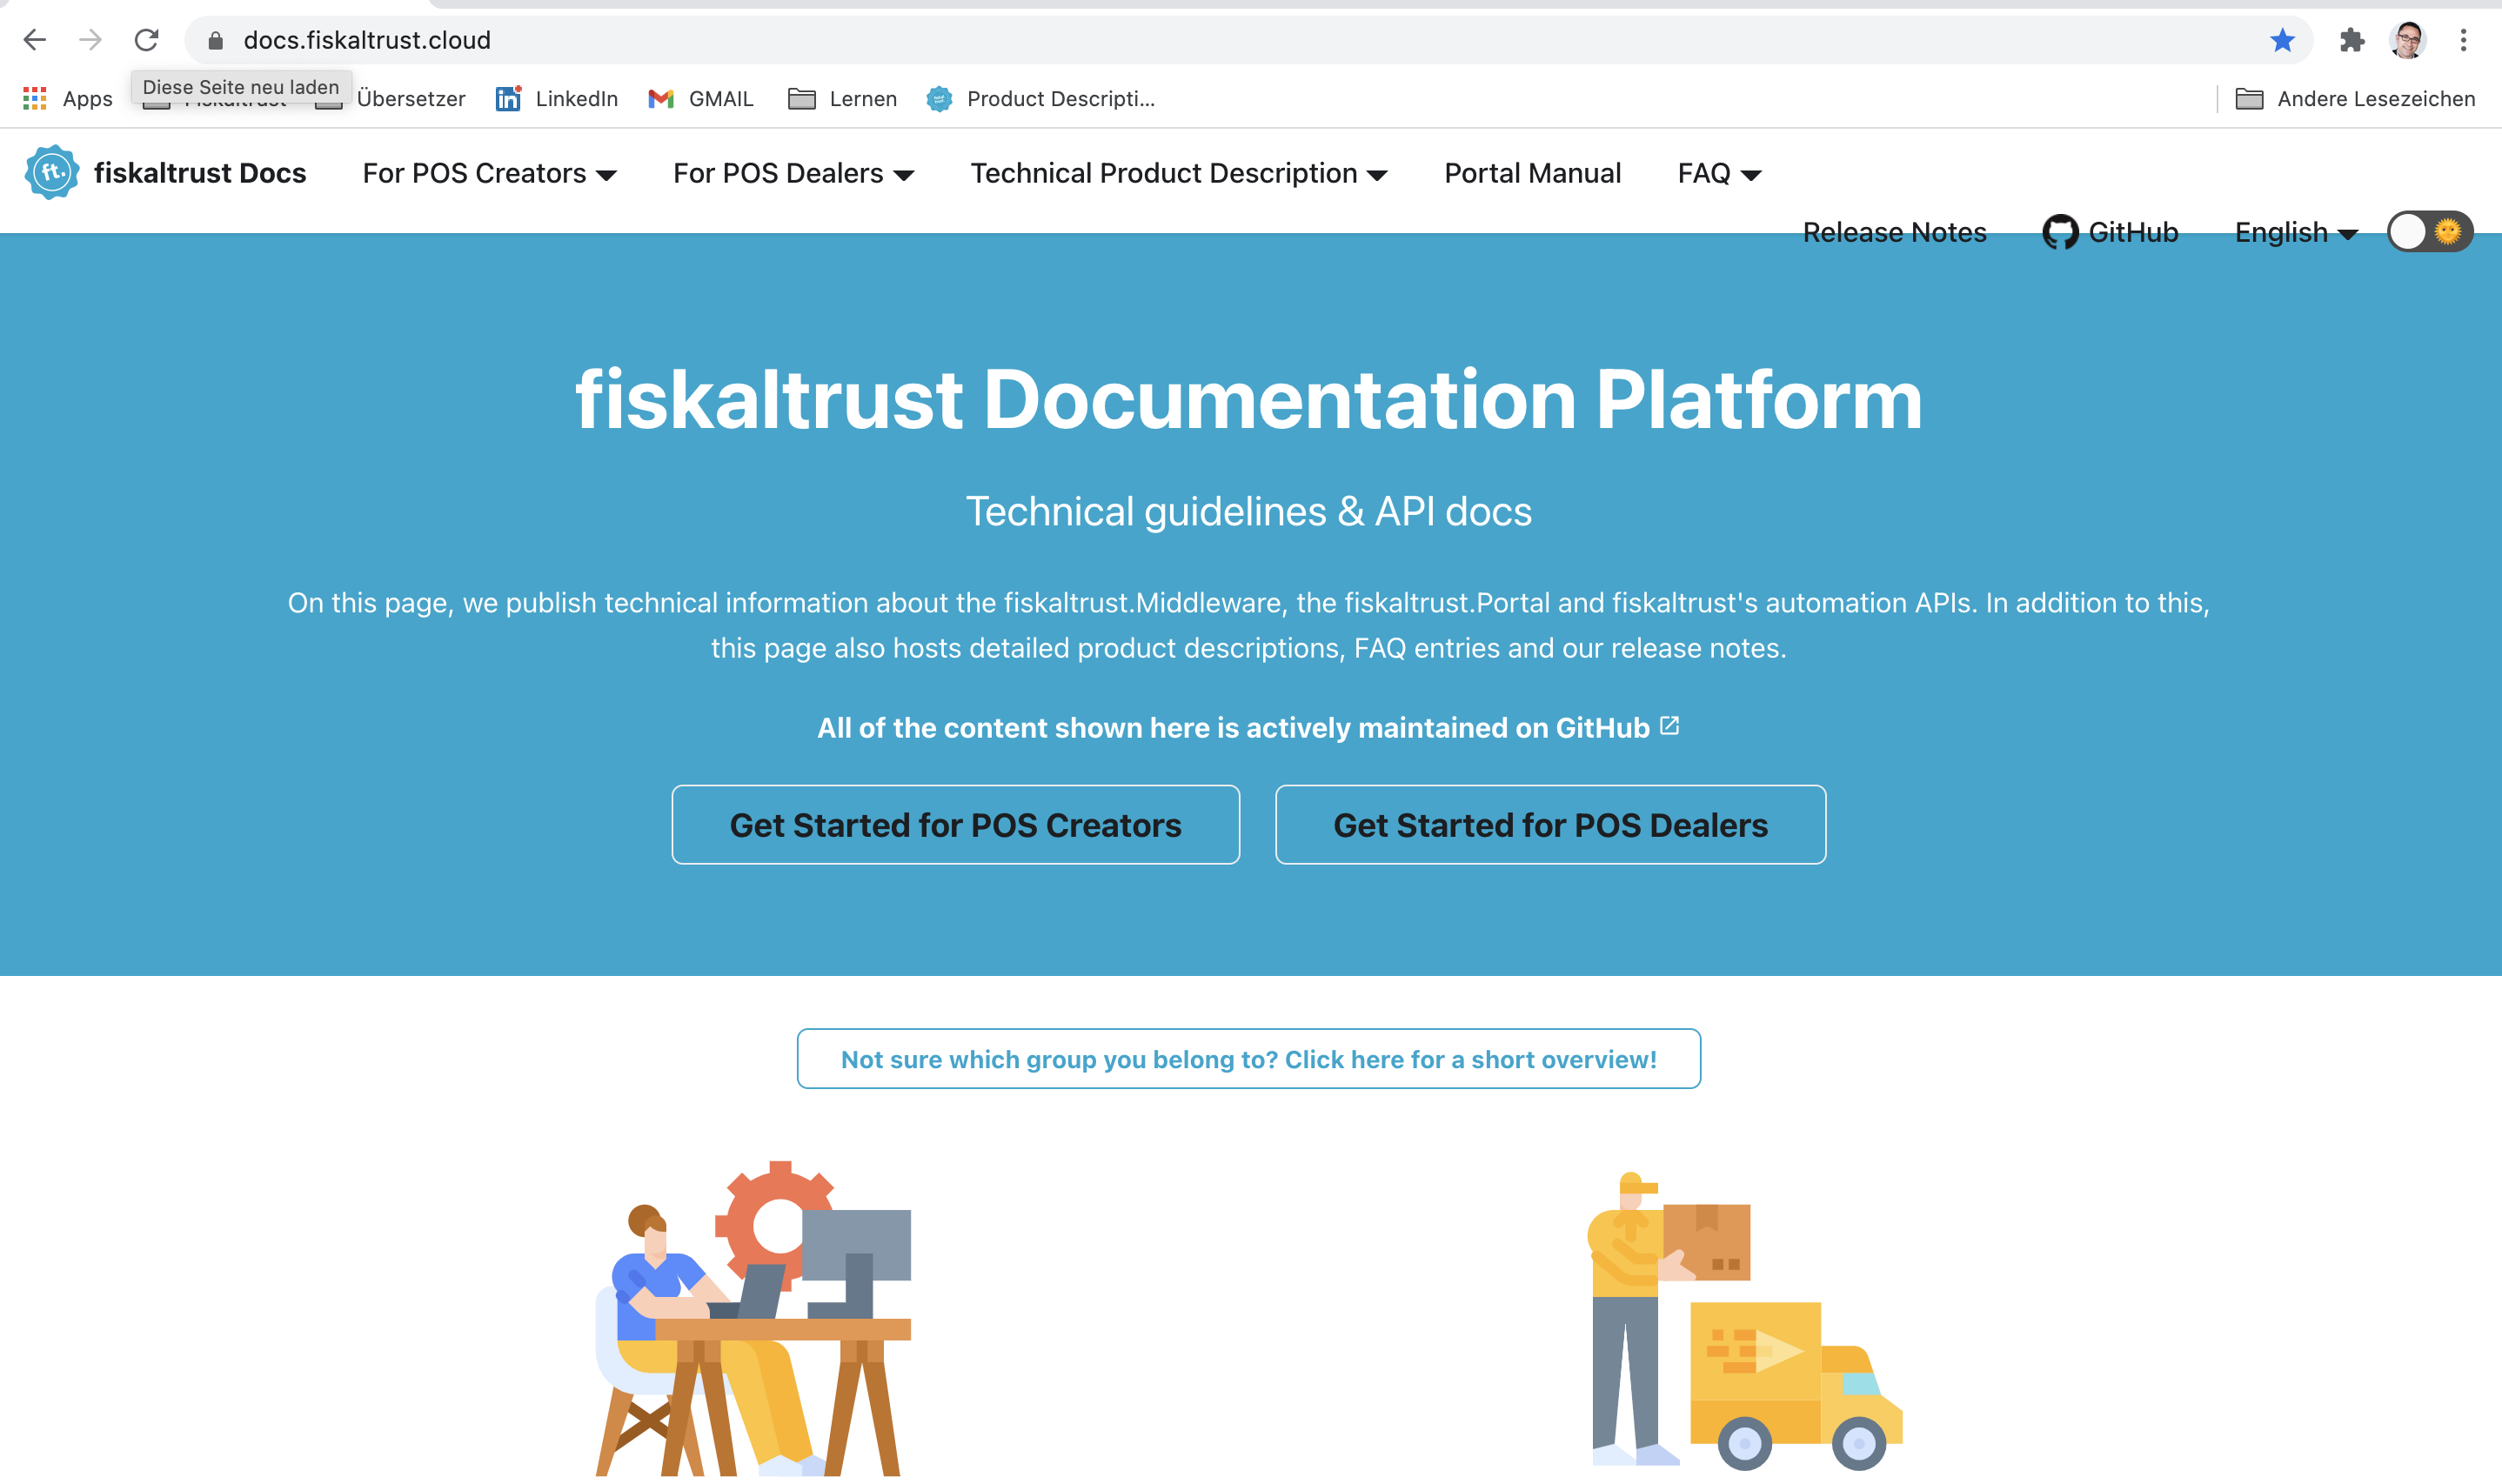 docs.fiskaltrust.cloud
Diese Seite neu laden
Apps
Übersetzer
LinkedIn
GMAIL
Lernen
Product Descripti...
Andere Lesezeichen
ft.
fiskaltrust Docs
For POS Creators
For POS Dealers
Technical Product Description
Portal Manual
FAQ
Release Notes
GitHub
English
fiskaltrust Documentation Platform
Technical guidelines & API docs
On this page, we publish technical information about the fiskaltrust.Middleware, the fiskaltrust.Portal and fiskaltrust's automation APIs. In addition to this,
this page also hosts detailed product descriptions, FAQ entries and our release notes.
All of the content shown here is actively maintained on GitHub
Get Started for POS Creators
Get Started for POS Dealers
Not sure which group you belong to? Click here for a short overview!